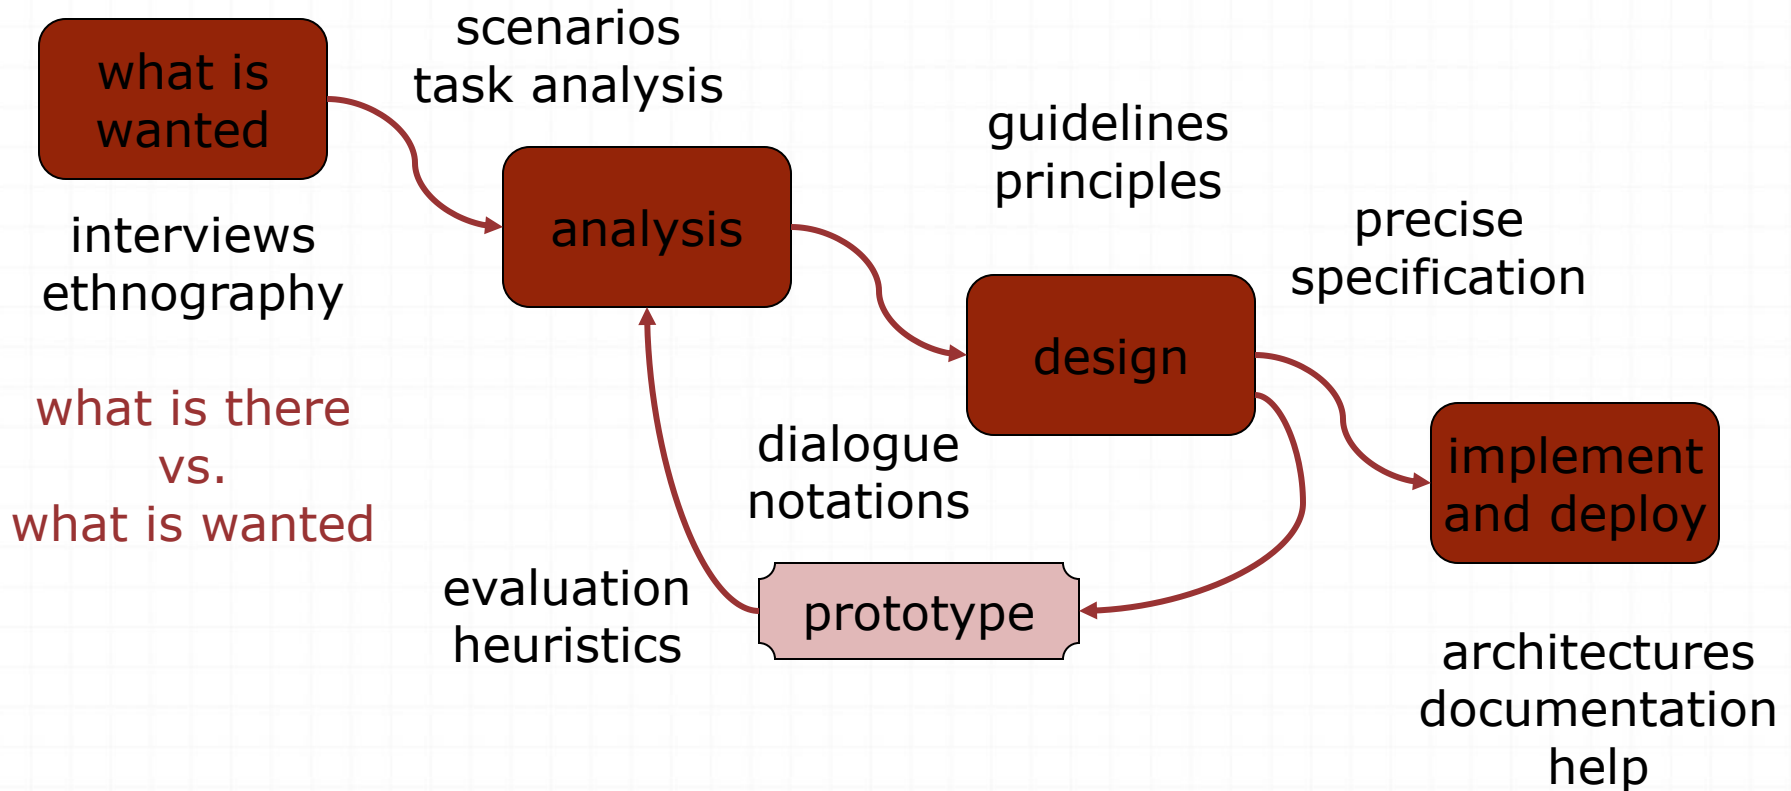 what is
wanted
scenarios
task analysis
interviews
ethnography
what is there
vs.
what is wanted
analysis
guidelines
principles
design
precise
specification
dialogue
notations
evaluation
heuristics
prototype
implement
and deploy
architectures
documentation
help